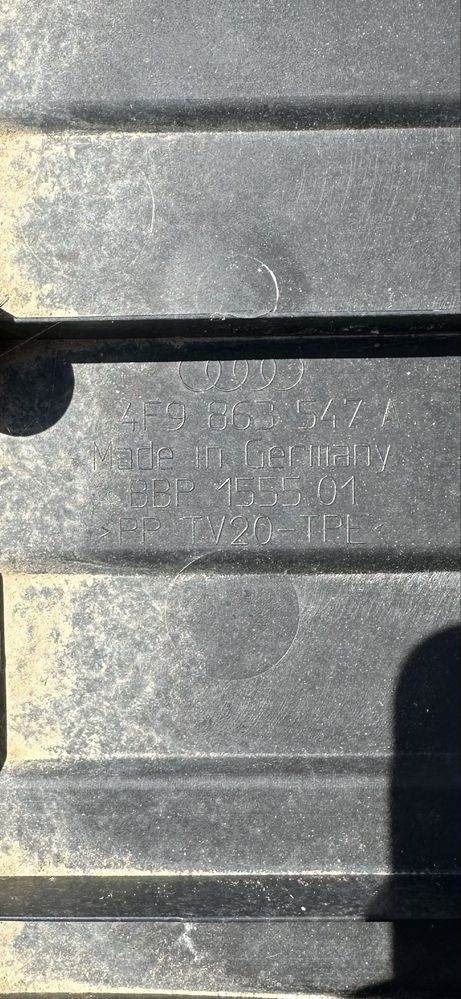 4F9 863 547 A
Made in Germany
BBP 1555 01
>PP TV20-TPE<